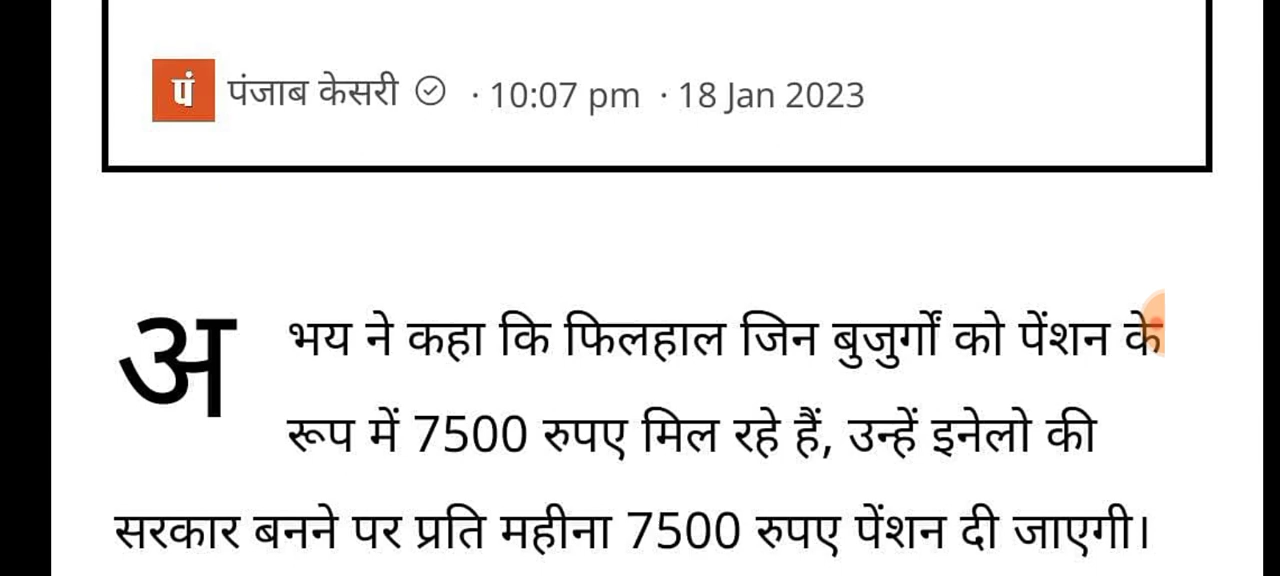 पं पंजाब केसरी · 10:07 pm · 18 Jan 2023
अभय ने कहा कि फिलहाल जिन बुजुर्गों को पेंशन के
रूप में 7500 रुपए मिल रहे हैं, उन्हें इनेलो की
सरकार बनने पर प्रति महीना 7500 रुपए पेंशन दी जाएगी।